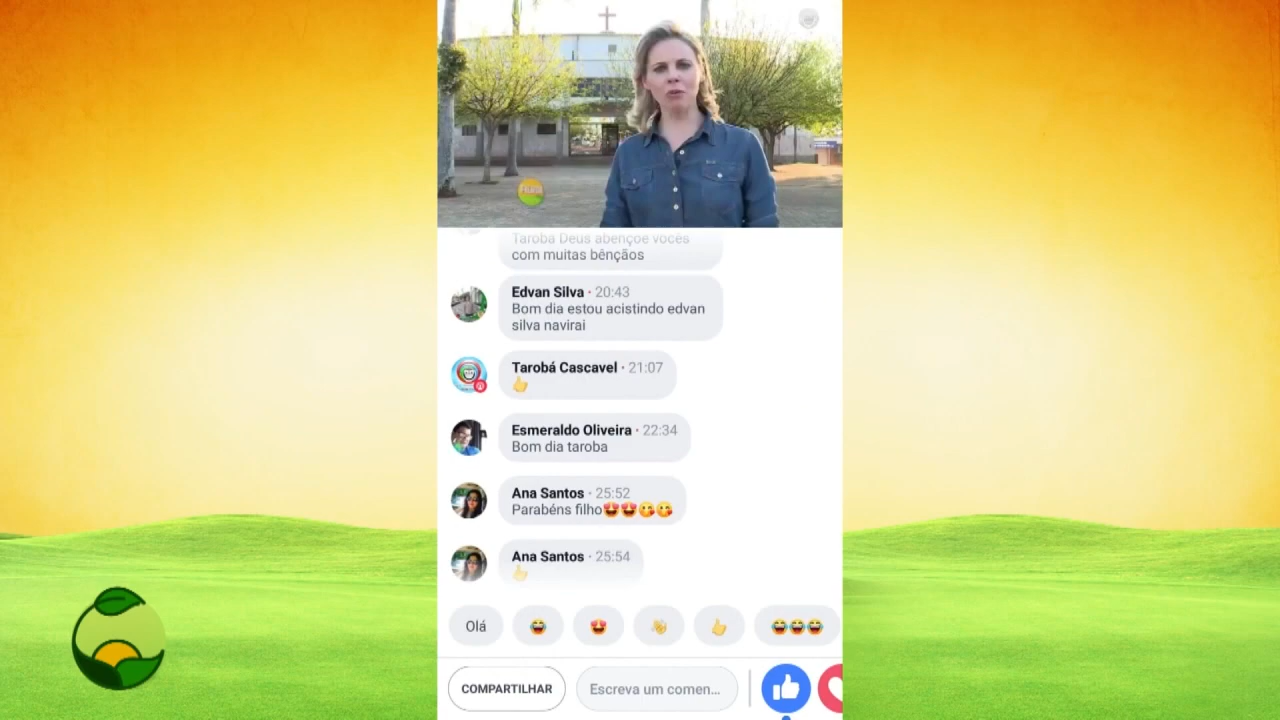 Taroba Deus abençoe vocês
com muitas bênçãos
Edvan Silva · 20:43
Bom dia estou acistindo edvan
silva navirai
Tarobá Cascavel · 21:07
Esmeraldo Oliveira · 22:34
Bom dia taroba
Ana Santos · 25:52
Parabéns filho😍😍😋😋
Ana Santos · 25:54
Olá
COMPARTILHAR
Escreva um comen...